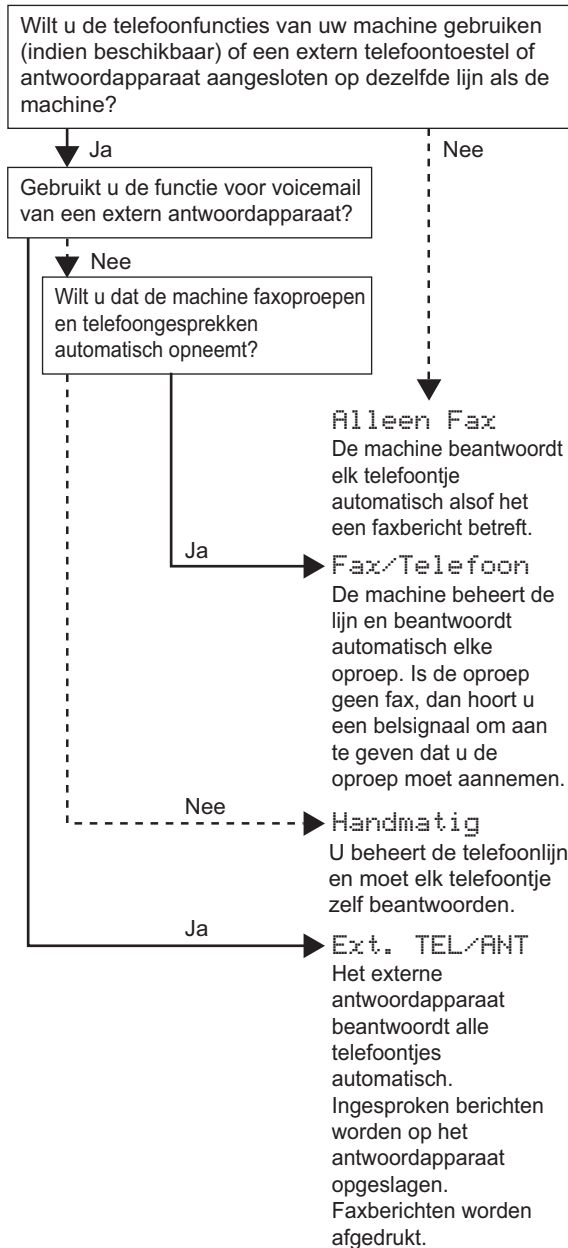 Wilt u de telefoonfuncties van uw machine gebruiken
(indien beschikbaar) of een extern telefoontoestel of
antwoordapparaat aangesloten op dezelfde lijn als de
machine?
Ja
Nee
Gebruikt u de functie voor voicemail
van een extern antwoordapparaat?
Nee
Wilt u dat de machine faxoproepen
en telefoongesprekken
automatisch opneemt?
Alleen Fax
De machine beantwoordt
elk telefoontje
automatisch alsof het
een faxbericht betreft.
Ja
Fax/Telefoon
De machine beheert de
lijn en beantwoordt
automatisch elke
oproep. Is de oproep
geen fax, dan hoort u
een belsignaal om aan
te geven dat u de
oproep moet aannemen.
Nee
Handmatig
U beheert de telefoonlijn
en moet elk telefoontje
zelf beantwoorden.
Ja
Ext. TEL/ANT
Het externe
antwoordapparaat
beantwoordt alle
telefoontjes
automatisch.
Ingesproken berichten
worden op het
antwoordapparaat
opgeslagen.
Faxberichten worden
afgedrukt.